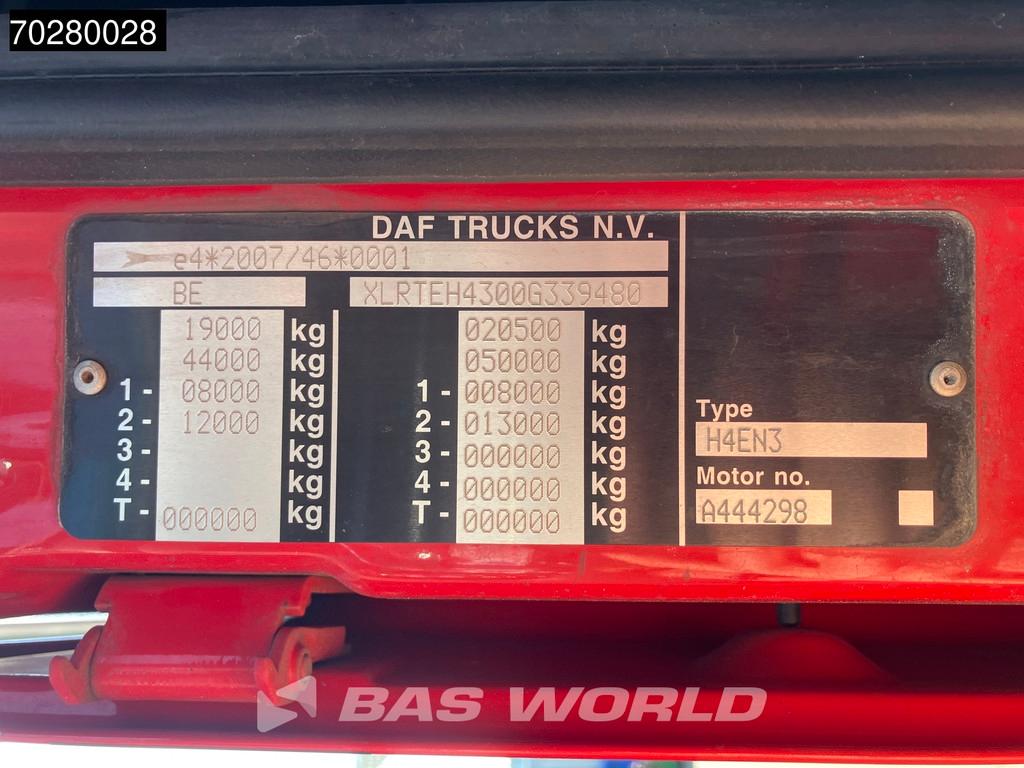 70280028
DAF TRUCKS N.V.
e4*2007/46*0001
BE XLRTEH4300G339480
19000 kg 020500 kg
44000 kg 050000 kg
1- 08000 kg 1- 008000 kg
2- 12000 kg 2- 013000 kg
3- kg 3- 000000 kg
4- kg 4- 000000 kg
T- 000000 kg T- 000000 kg
Type
H4EN3
Motor no.
A444298
BAS WORLD